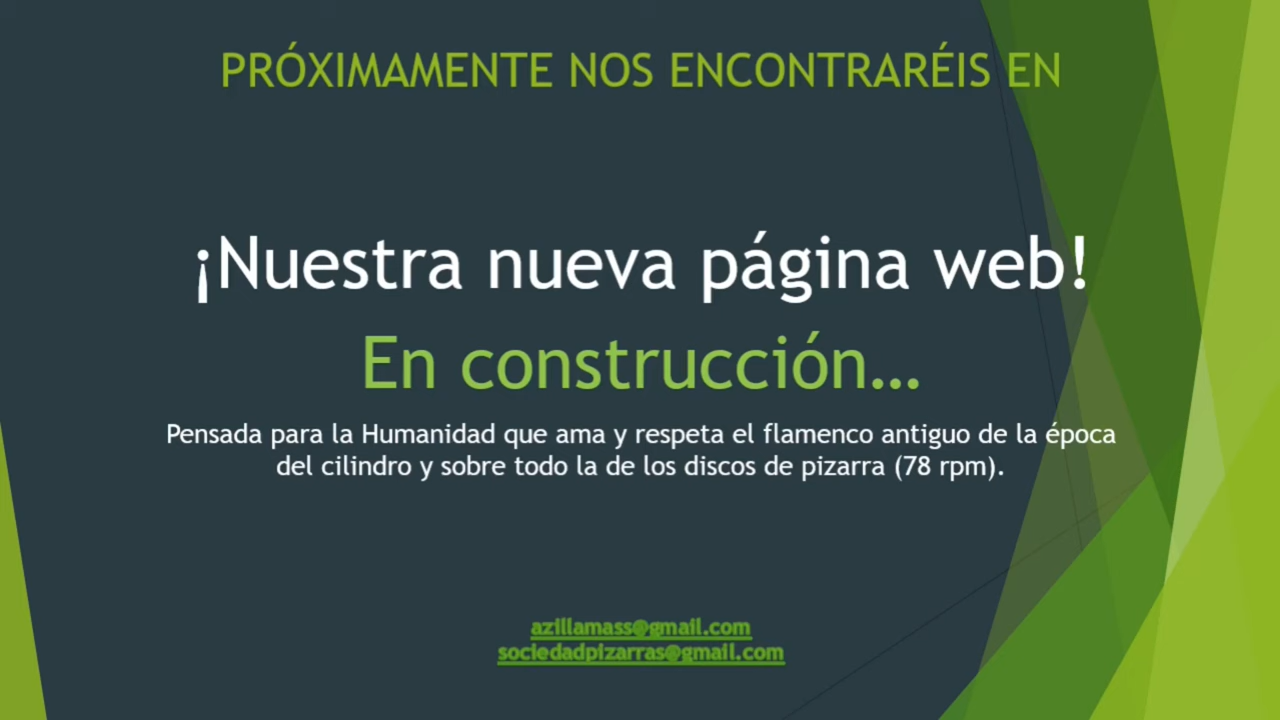 PRÓXIMAMENTE NOS ENCONTRARÉIS EN
¡Nuestra nueva página web!
En construcción…
Pensada para la Humanidad que ama y respeta el flamenco antiguo de la época
del cilindro y sobre todo la de los discos de pizarra (78 rpm).
azillamass@gmail.com
sociedadpizarras@gmail.com